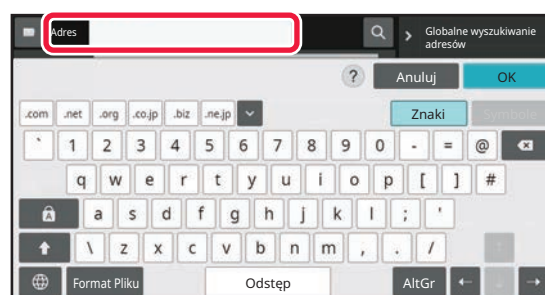 Adres
Globalne wyszukiwanie
adresów
? Anuluj OK
.com .net .org .co.jp .biz .ne.jp Znaki Symbole
` 1 2 3 4 5 6 7 8 9 0 - = @
q w e r t y u i o p [ ] #
A a s d f g h j k l ; '
\ z x c v b n m , . /
Format Pliku Odstęp AltGr